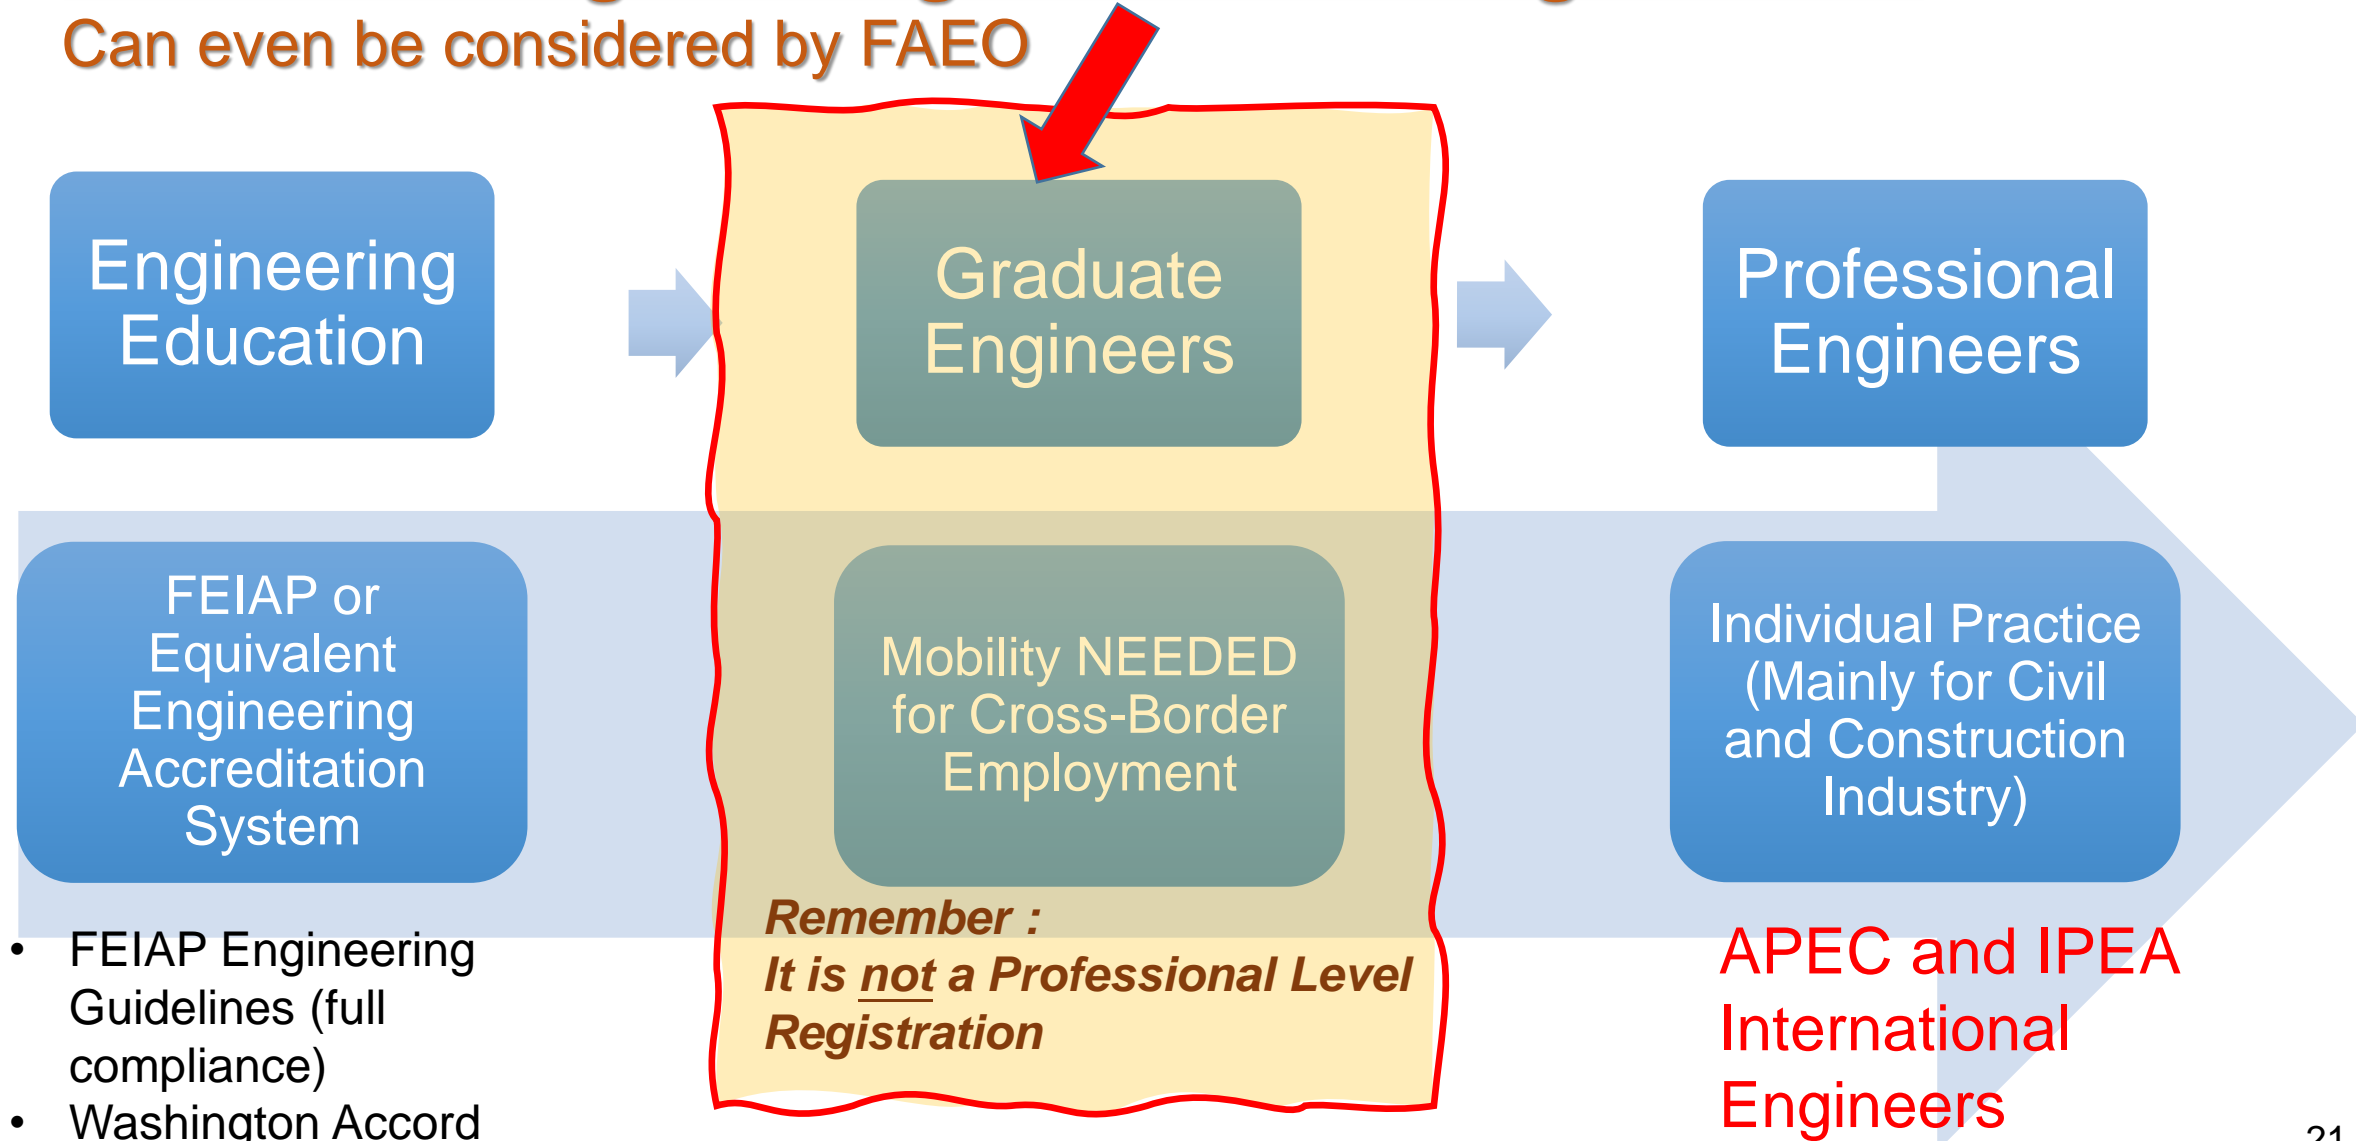 Can even be considered by FAEO
Engineering
Education
Graduate
Engineers
Professional
Engineers
FEIAP or
Equivalent
Engineering
Accreditation
System
Mobility NEEDED
for Cross-Border
Employment
Individual Practice
(Mainly for Civil
and Construction
Industry)
• FEIAP Engineering
Guidelines (full
compliance)
• Washington Accord
Remember :
It is not a Professional Level
Registration
APEC and IPEA
International
Engineers
21